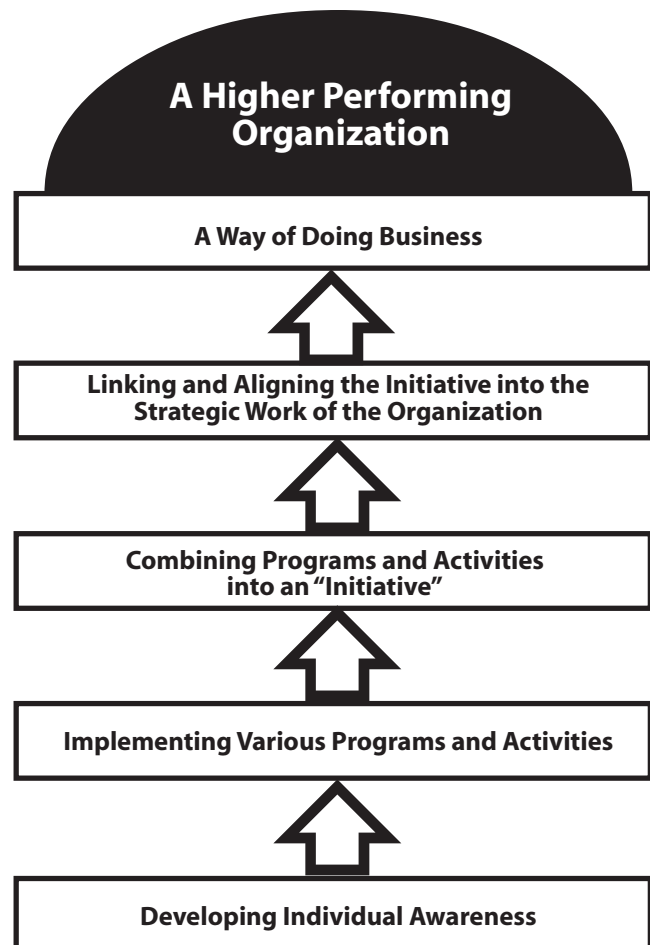 A Higher Performing
Organization
A Way of Doing Business
Linking and Aligning the Initiative into the
Strategic Work of the Organization
Combining Programs and Activities
into an “Initiative”
Implementing Various Programs and Activities
Developing Individual Awareness